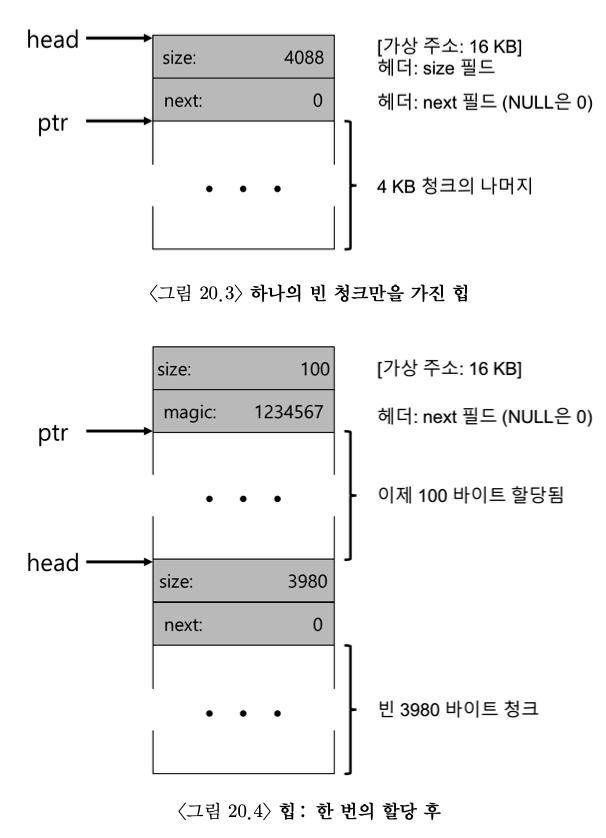 head
size: 4088
[가상 주소: 16 KB]
헤더: size 필드
next: 0
헤더: next 필드 (NULL은 0)
ptr
• • •
4 KB 청크의 나머지
〈그림 20.3〉 하나의 빈 청크만을 가진 힙
size: 100
[가상 주소: 16 KB]
magic: 1234567
헤더: next 필드 (NULL은 0)
ptr
• • •
이제 100 바이트 할당됨
head
size: 3980
next: 0
• • •
빈 3980 바이트 청크
〈그림 20.4〉 힙: 한 번의 할당 후